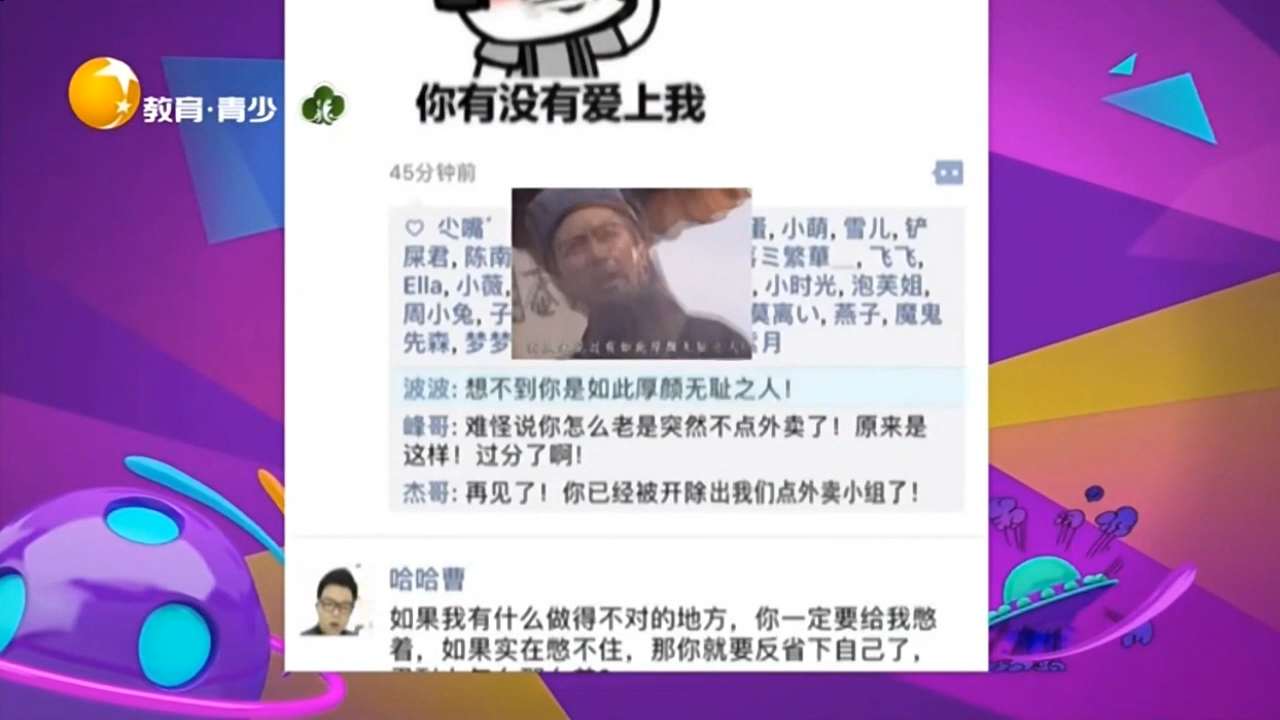 教育·青少
派
你有没有爱上我
45分钟前
尖嘴
蛋, 小萌, 雪儿, 铲
屎君, 陈南
ミ繁華__, 飞飞,
Ella, 小薇,
, 小时光, 泡芙姐,
周小兔, 子
莫离い, 燕子, 魔鬼
先森, 梦梦
月
波波: 想不到你是如此厚颜无耻之人!
峰哥: 难怪说你怎么老是突然不点外卖了! 原来是
这样! 过分了啊!
杰哥: 再见了! 你已经被开除出我们点外卖小组了!
哈哈曹
如果我有什么做得不对的地方, 你一定要给我憋
着, 如果实在憋不住, 那你就要反省下自己了,